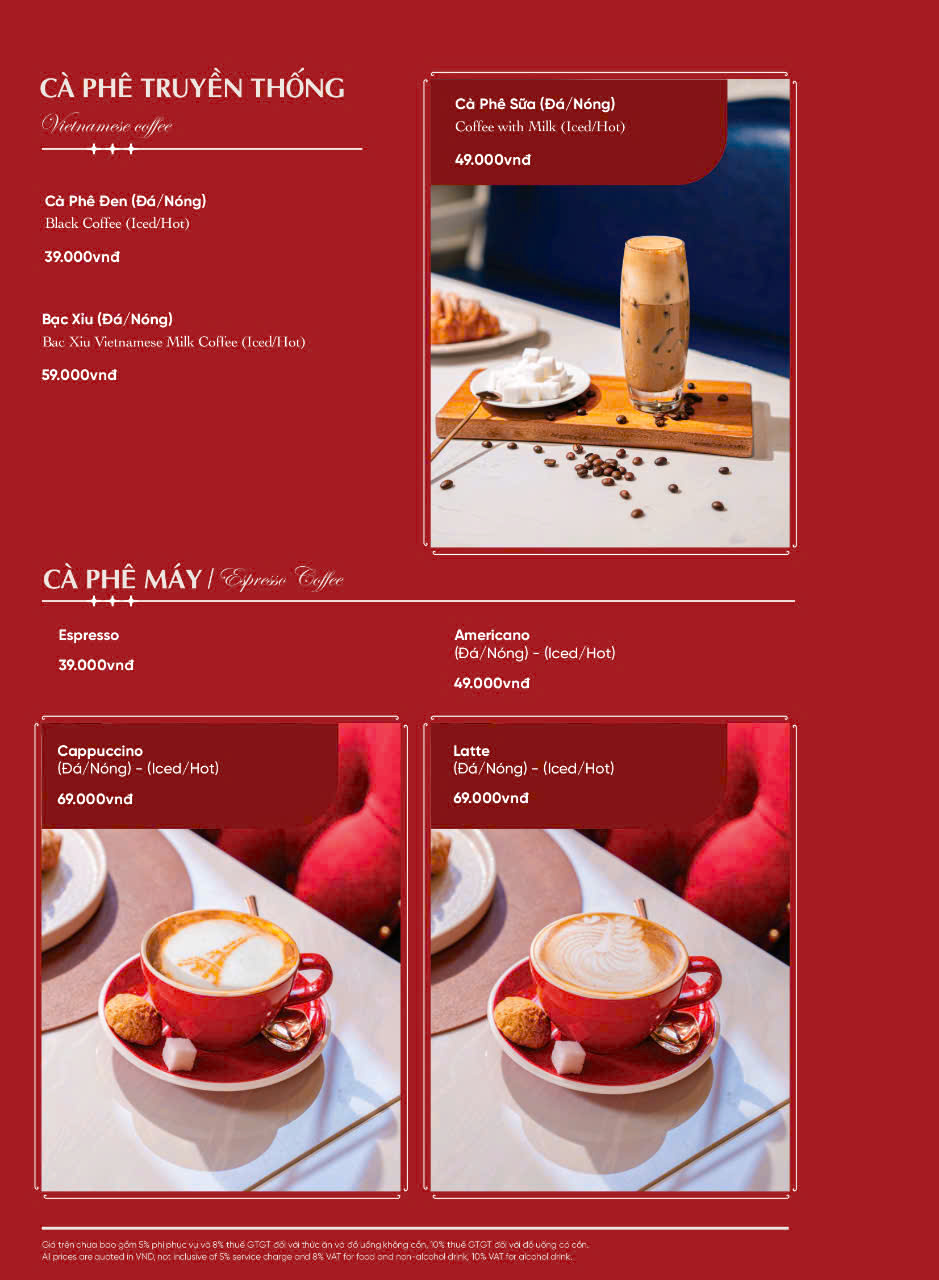 CÀ PHÊ TRUYỀN THỐNG
Vietnamese coffee
Cà Phê Đen (Đá/Nóng)
Black Coffee (Iced/Hot)
39.000vnđ
Bạc Xỉu (Đá/Nóng)
Bac Xiu Vietnamese Milk Coffee (Iced/Hot)
59.000vnđ
Cà Phê Sữa (Đá/Nóng)
Coffee with Milk (Iced/Hot)
49.000vnđ
CÀ PHÊ MÁY / Espresso Coffee
Espresso
39.000vnđ
Americano
(Đá/Nóng) - (Iced/Hot)
49.000vnđ
Cappuccino
(Đá/Nóng) - (Iced/Hot)
69.000vnđ
Latte
(Đá/Nóng) - (Iced/Hot)
69.000vnđ
Giá trên chưa bao gồm 5% phí phục vụ và 8% thuế GTGT đối với thức ăn và đồ uống không cồn, 10% thuế GTGT đối với đồ uống có cồn.
All prices are quoted in VND, not inclusive of 5% service charge and 8% VAT for food and non-alcohol drink, 10% VAT for alcohol drink.